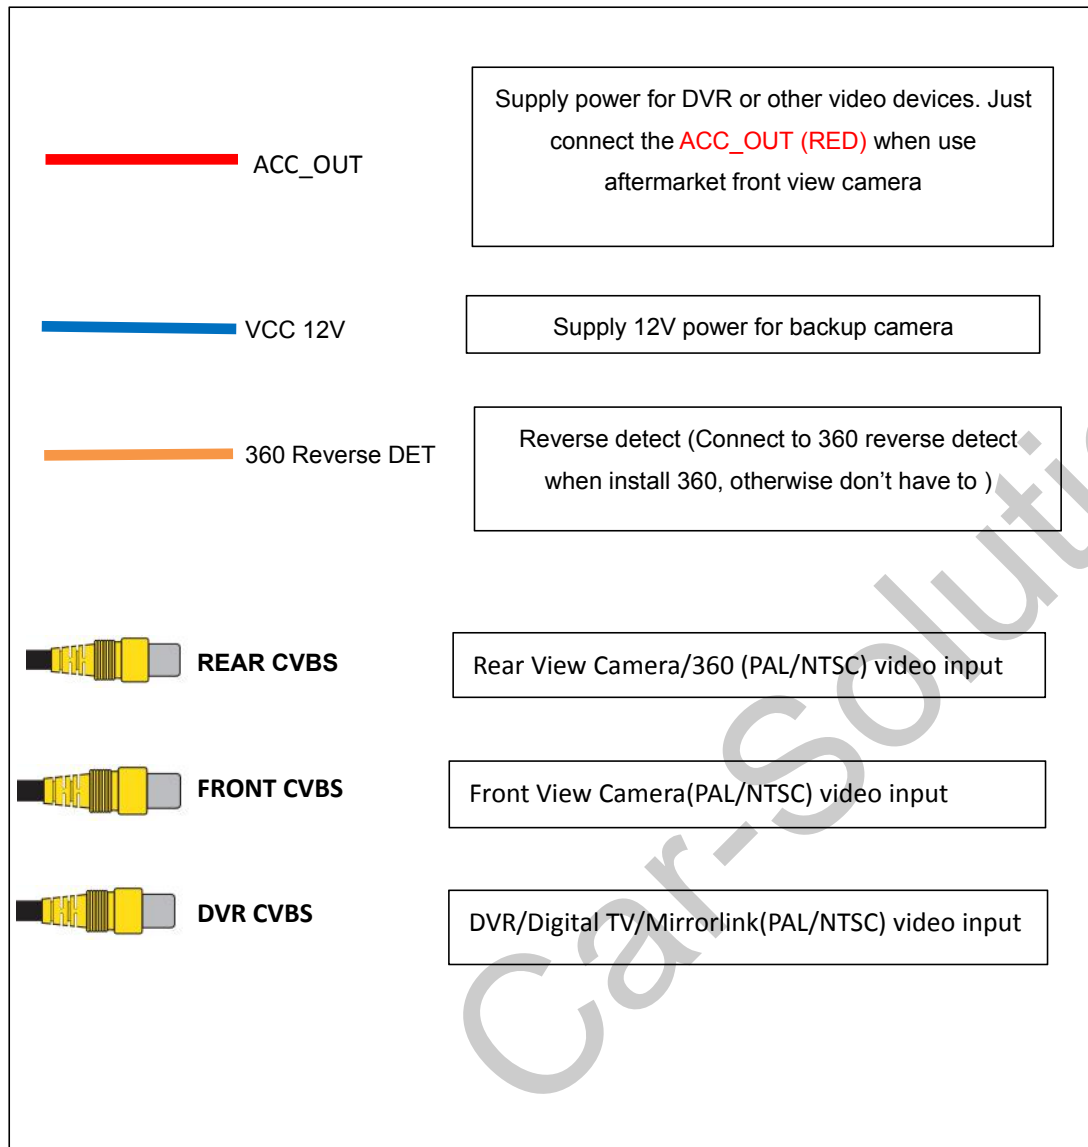 ACC_OUT
Supply power for DVR or other video devices. Just
connect the ACC_OUT (RED) when use
aftermarket front view camera
VCC 12V
Supply 12V power for backup camera
360 Reverse DET
Reverse detect (Connect to 360 reverse detect
when install 360, otherwise don’t have to )
REAR CVBS
Rear View Camera/360 (PAL/NTSC) video input
FRONT CVBS
Front View Camera(PAL/NTSC) video input
DVR CVBS
DVR/Digital TV/Mirrorlink(PAL/NTSC) video input
Car-Soluti